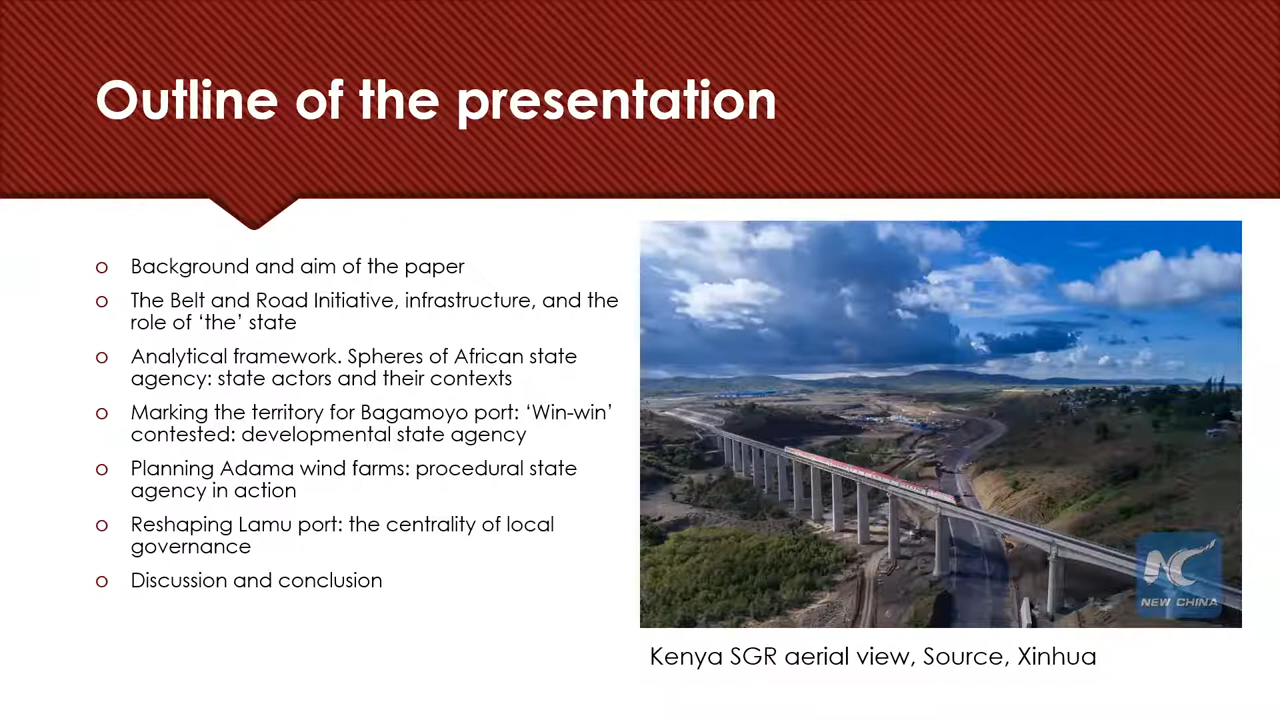 Outline of the presentation
o Background and aim of the paper
o The Belt and Road Initiative, infrastructure, and the
role of ‘the’ state
o Analytical framework. Spheres of African state
agency: state actors and their contexts
o Marking the territory for Bagamoyo port: ‘Win-win’
contested: developmental state agency
o Planning Adama wind farms: procedural state
agency in action
o Reshaping Lamu port: the centrality of local
governance
o Discussion and conclusion
NC
NEW CHINA
Kenya SGR aerial view, Source, Xinhua